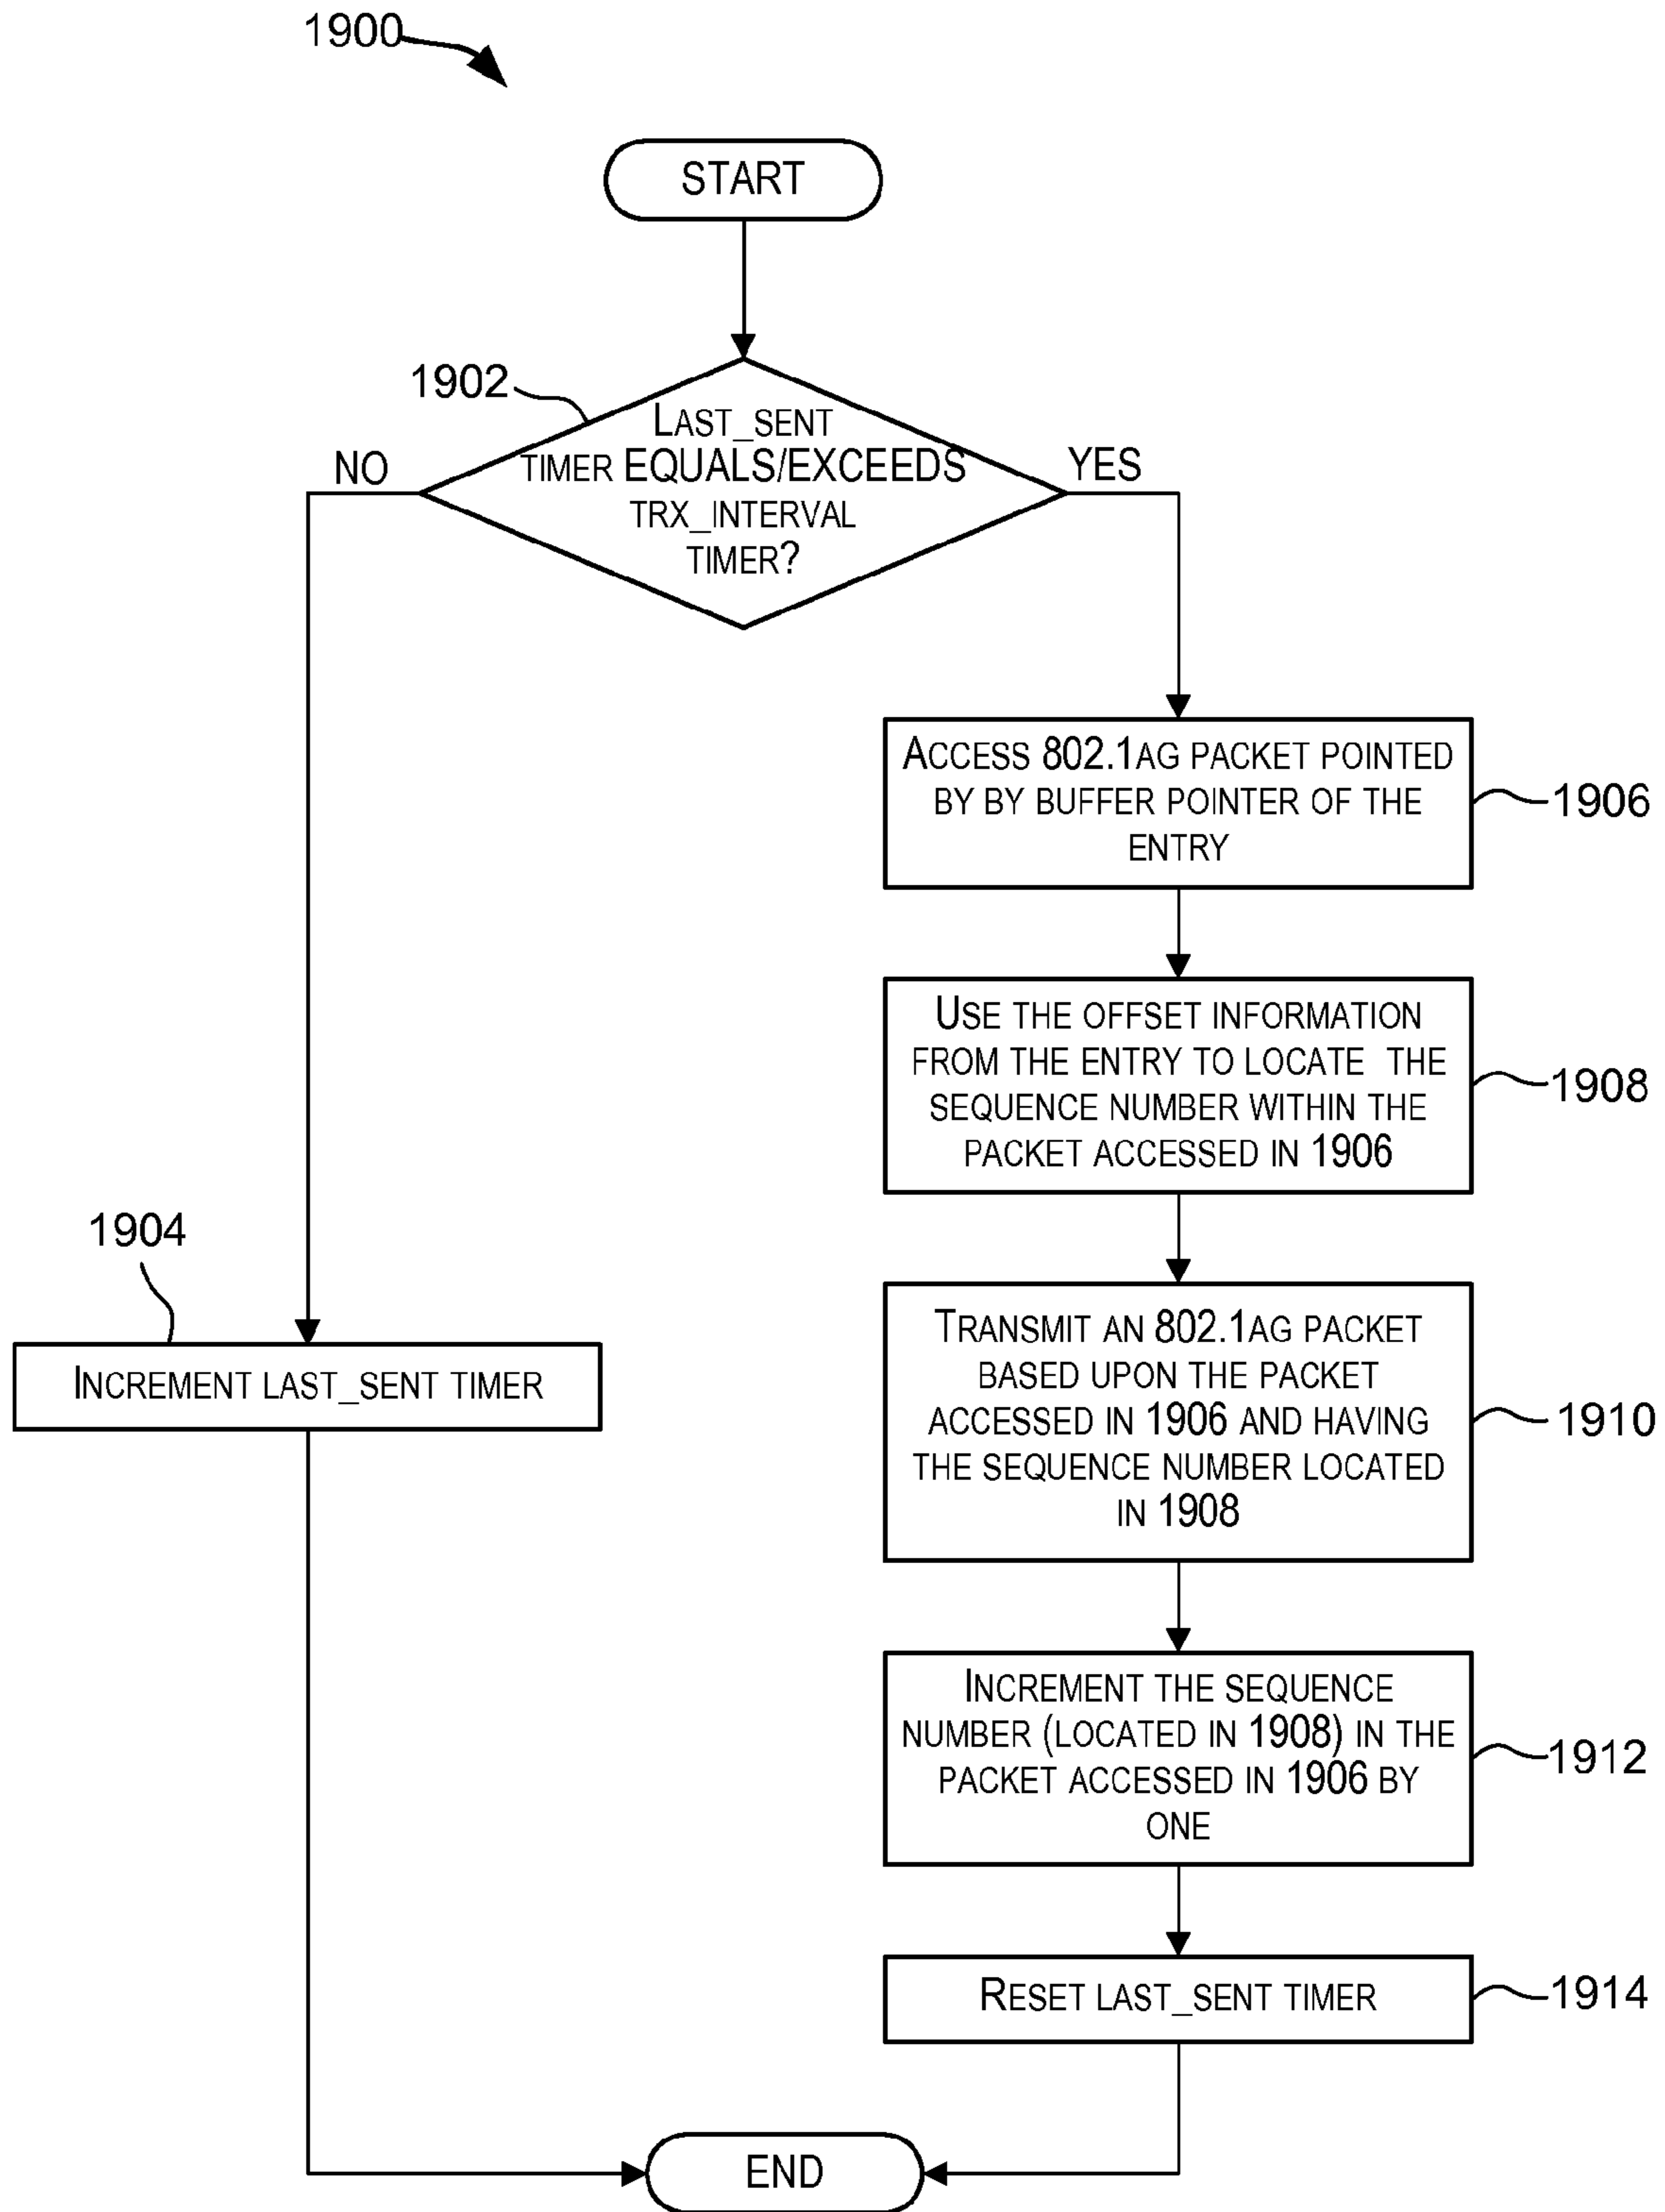 1900
START
1902
LAST_SENT
NO
TIMER EQUALS/EXCEEDS
YES
TRX_INTERVAL
TIMER?
ACCESS 802.1AG PACKET POINTED
BY BY BUFFER POINTER OF THE
ENTRY
1906
USE THE OFFSET INFORMATION
FROM THE ENTRY TO LOCATE THE
SEQUENCE NUMBER WITHIN THE
PACKET ACCESSED IN 1906
1908
1904
INCREMENT LAST_SENT TIMER
TRANSMIT AN 802.1AG PACKET
BASED UPON THE PACKET
ACCESSED IN 1906 AND HAVING
THE SEQUENCE NUMBER LOCATED
IN 1908
1910
INCREMENT THE SEQUENCE
NUMBER (LOCATED IN 1908) IN THE
PACKET ACCESSED IN 1906 BY
ONE
1912
RESET LAST_SENT TIMER
1914
END